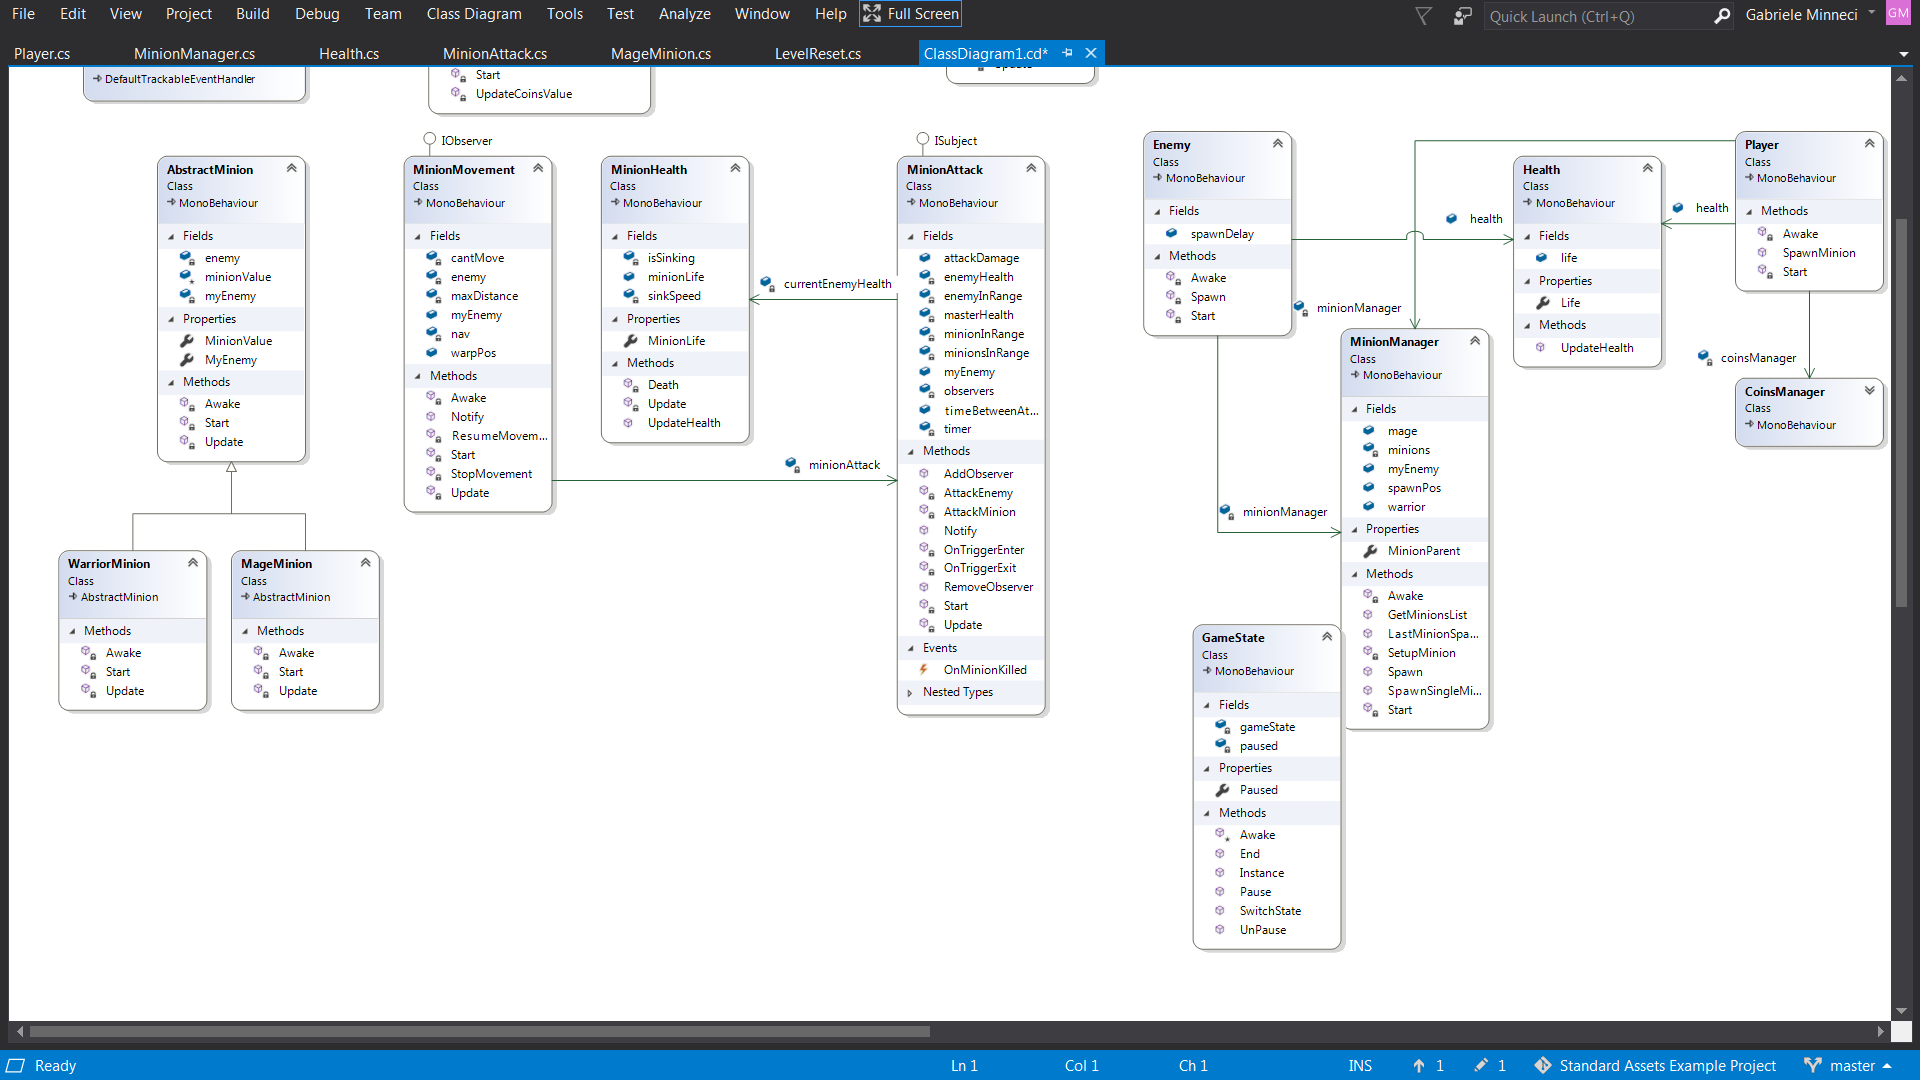 File Edit View Project Build Debug Team Class Diagram Tools Test Analyze Window Help Full Screen Quick Launch (Ctrl+Q) Gabriele Minneci GM
Player.cs MinionManager.cs Health.cs MinionAttack.cs MageMinion.cs LevelReset.cs ClassDiagram1.cd*
DefaultTrackableEventHandler
Start
UpdateCoinsValue
AbstractMinion
Class
MonoBehaviour
Fields
enemy
minionValue
myEnemy
Properties
MinionValue
MyEnemy
Methods
Awake
Start
Update
WarriorMinion
Class
AbstractMinion
Methods
Awake
Start
Update
MageMinion
Class
AbstractMinion
Methods
Awake
Start
Update
IObserver
MinionMovement
Class
MonoBehaviour
Fields
cantMove
enemy
maxDistance
myEnemy
nav
warpPos
Methods
Awake
Notify
ResumeMovem...
Start
StopMovement
Update
MinionHealth
Class
MonoBehaviour
Fields
isSinking
minionLife
sinkSpeed
Properties
MinionLife
Methods
Death
Update
UpdateHealth
currentEnemyHealth
minionAttack
ISubject
MinionAttack
Class
MonoBehaviour
Fields
attackDamage
enemyHealth
enemyInRange
masterHealth
minionInRange
minionsInRange
myEnemy
observers
timeBetweenAt...
timer
Methods
AddObserver
AttackEnemy
AttackMinion
Notify
OnTriggerEnter
OnTriggerExit
RemoveObserver
Start
Update
Events
OnMinionKilled
Nested Types
Enemy
Class
MonoBehaviour
Fields
spawnDelay
Methods
Awake
Spawn
Start
minionManager
minionManager
health
health
MinionManager
Class
MonoBehaviour
Fields
mage
minions
myEnemy
spawnPos
warrior
Properties
MinionParent
Methods
Awake
GetMinionsList
LastMinionSpa...
SetupMinion
Spawn
SpawnSingleMi...
Start
Health
Class
MonoBehaviour
Fields
life
Properties
Life
Methods
UpdateHealth
Player
Class
MonoBehaviour
Methods
Awake
SpawnMinion
Start
coinsManager
CoinsManager
Class
MonoBehaviour
GameState
Class
MonoBehaviour
Fields
gameState
paused
Properties
Paused
Methods
Awake
End
Instance
Pause
SwitchState
UnPause
Ready Ln 1 Col 1 Ch 1 INS 1 1 Standard Assets Example Project master